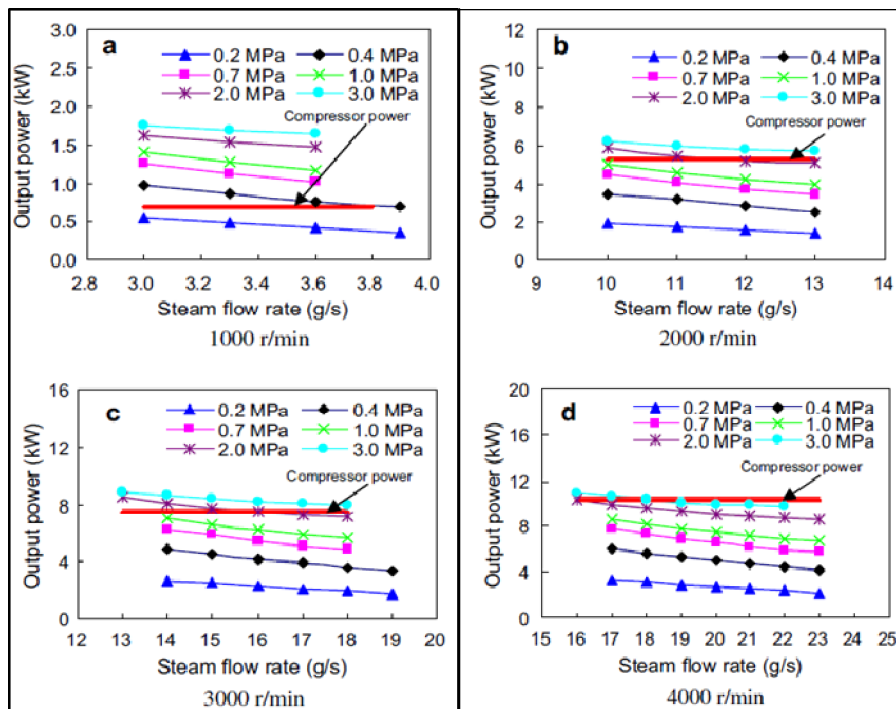 a
0.2 MPa 0.4 MPa
0.7 MPa 1.0 MPa
2.0 MPa 3.0 MPa
Compressor power
Output power (kW)
3.0
2.5
2.0
1.5
1.0
0.5
0.0
2.8 3.0 3.2 3.4 3.6 3.8 4.0
Steam flow rate (g/s)
1000 r/min
b
0.2 MPa 0.4 MPa
0.7 MPa 1.0 MPa
2.0 MPa 3.0 MPa
Compressor power
Output power (kW)
12
10
8
6
4
2
0
9 10 11 12 13 14
Steam flow rate (g/s)
2000 r/min
c
0.2 MPa 0.4 MPa
0.7 MPa 1.0 MPa
2.0 MPa 3.0 MPa
Compressor power
Output power (kW)
16
12
8
4
0
12 13 14 15 16 17 18 19 20
Steam flow rate (g/s)
3000 r/min
d
0.2 MPa 0.4 MPa
0.7 MPa 1.0 MPa
2.0 MPa 3.0 MPa
Compressor power
Output power (kW)
20
16
12
8
4
0
15 16 17 18 19 20 21 22 23 24 25
Steam flow rate (g/s)
4000 r/min